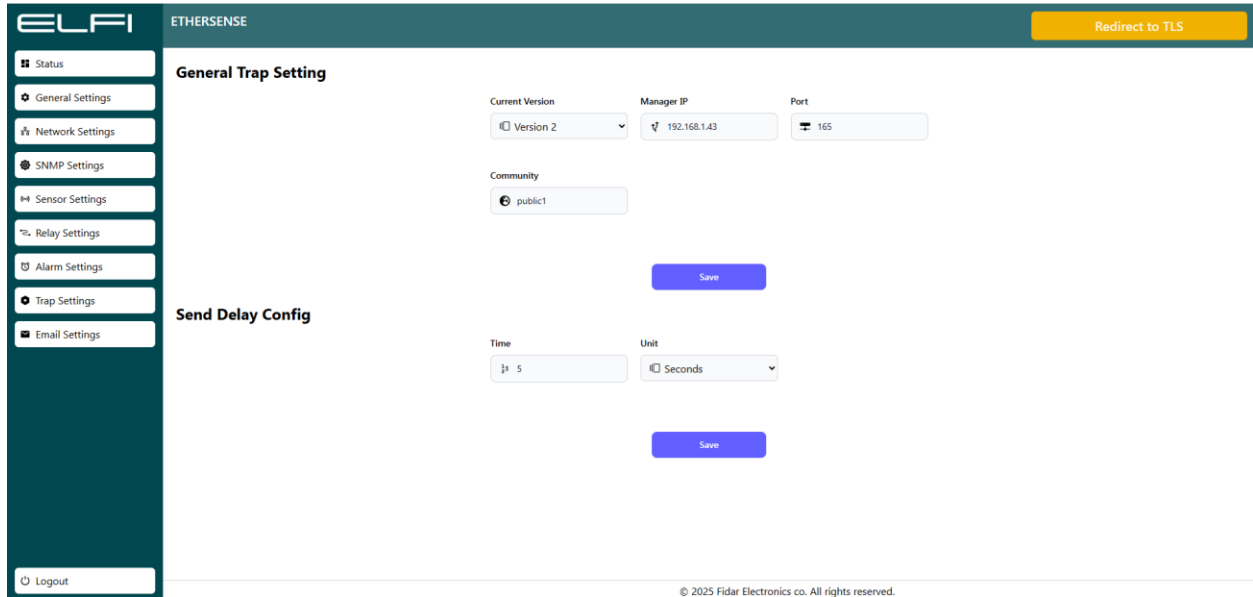 ELFI
ETHERSENSE
Redirect to TLS
Status
General Settings
Network Settings
SNMP Settings
Sensor Settings
Relay Settings
Alarm Settings
Trap Settings
Email Settings
Logout
General Trap Setting
Current Version
Manager IP
Port
Version 2
192.168.1.43
165
Community
public1
Save
Send Delay Config
Time
Unit
5
Seconds
Save
© 2025 Fidar Electronics co. All rights reserved.